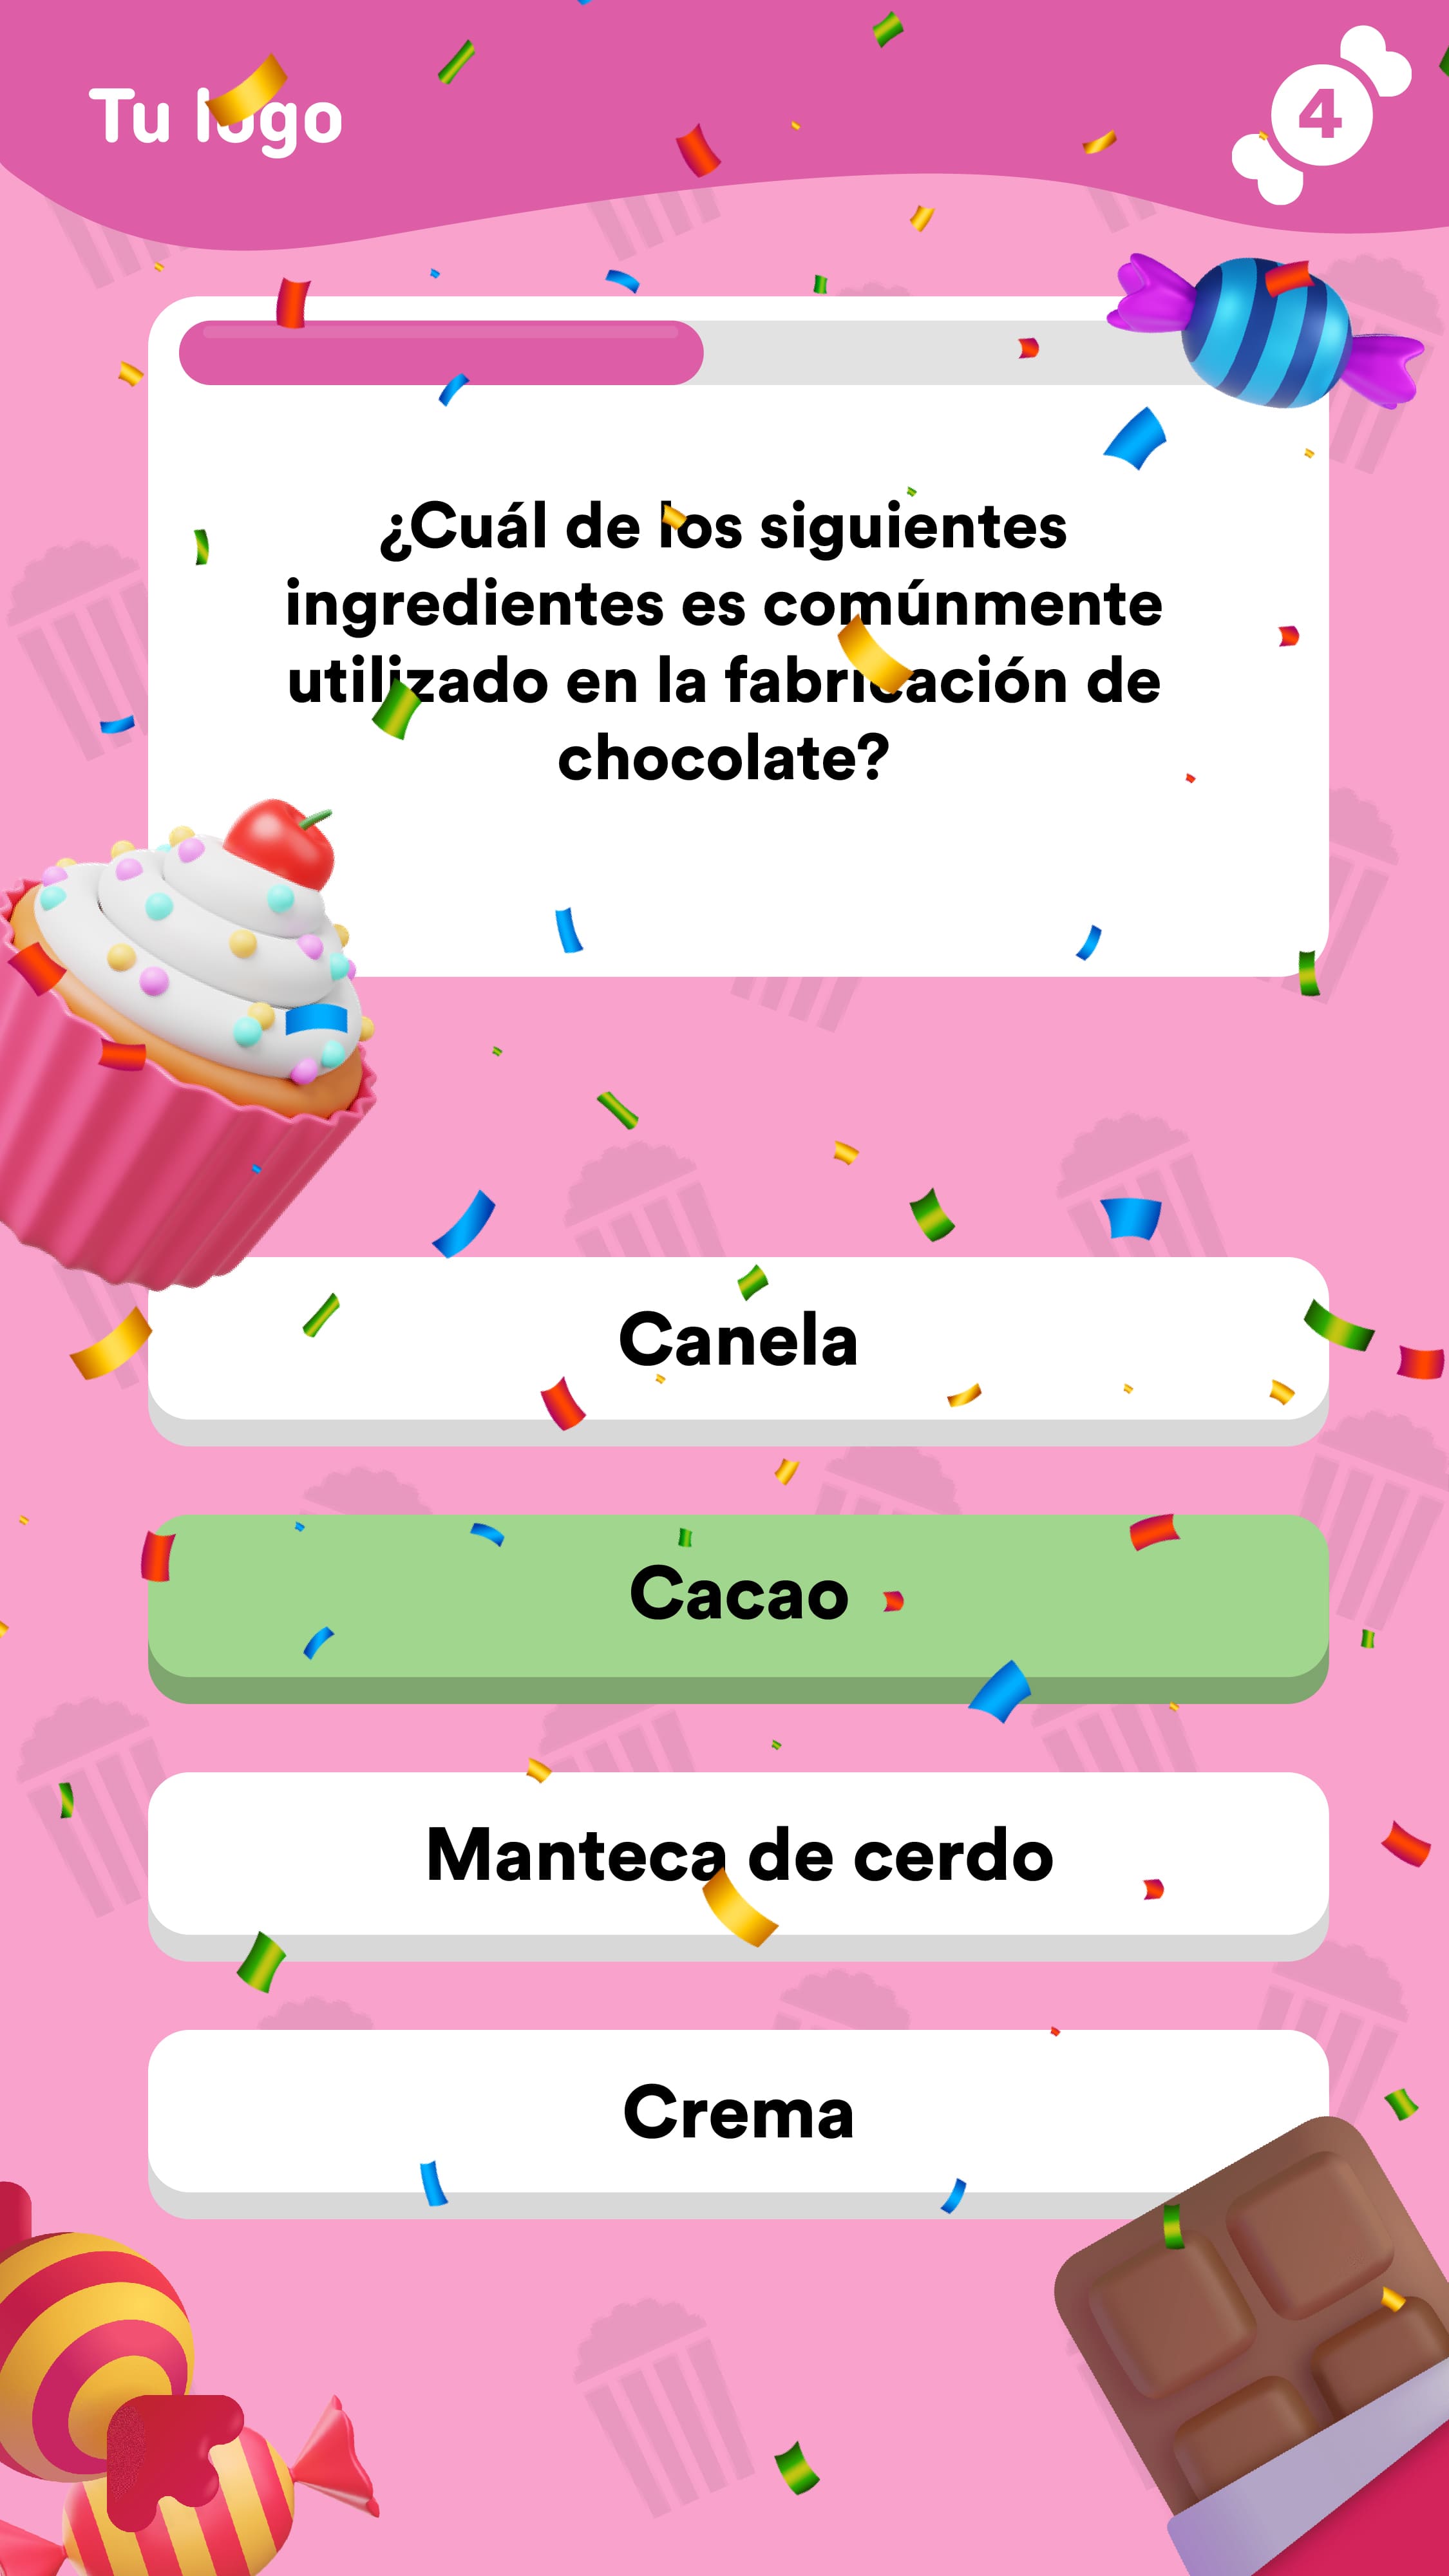 Tu logo
4
¿Cuál de los siguientes
ingredientes es comúnmente
utilizado en la fabricación de
chocolate?
Canela
Cacao
Manteca de cerdo
Crema